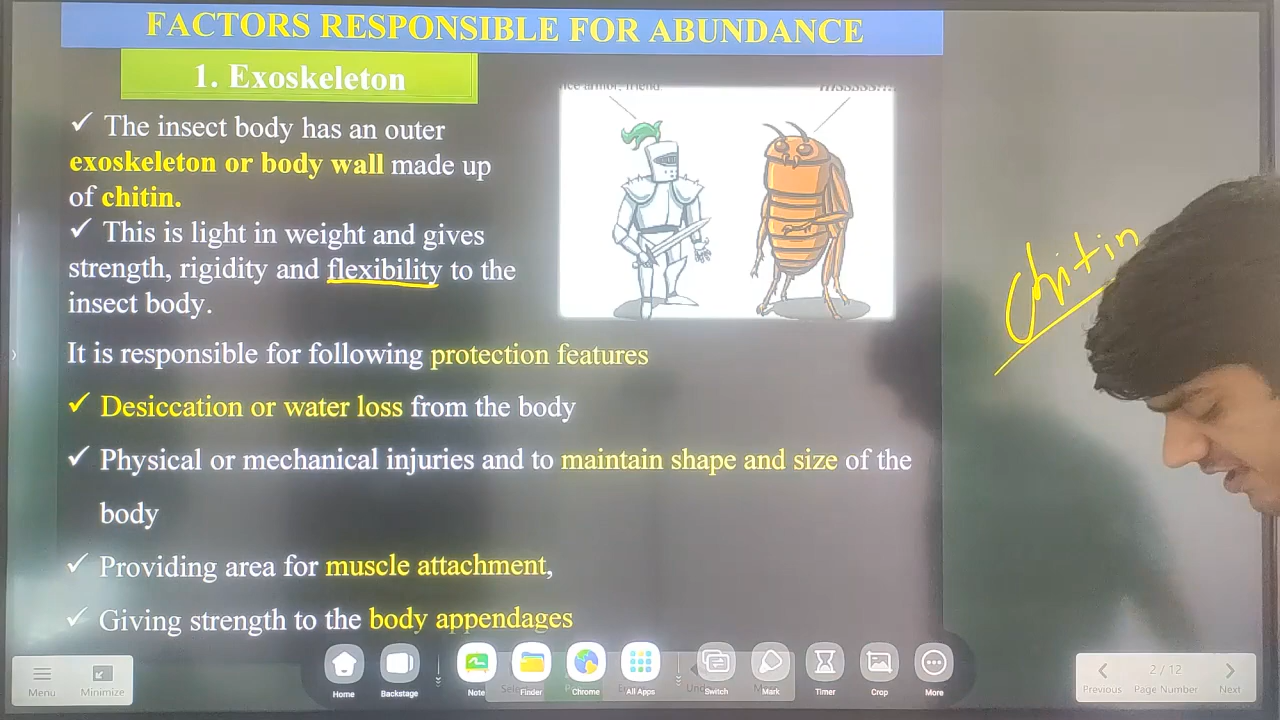 FACTORS RESPONSIBLE FOR ABUNDANCE
1. Exoskeleton
✓ The insect body has an outer
exoskeleton or body wall made up
of chitin.
✓ This is light in weight and gives
strength, rigidity and flexibility to the
insect body.
armor, friend.
chitin
It is responsible for following protection features
✓ Desiccation or water loss from the body
✓ Physical or mechanical injuries and to maintain shape and size of the
body
✓ Providing area for muscle attachment,
✓ Giving strength to the body appendages
Menu
Minimize
Home
Backstage
Note
Finder
Chrome
All Apps
Switch
Mark
Timer
Crop
More
Previous
2/12
Page Number
Next